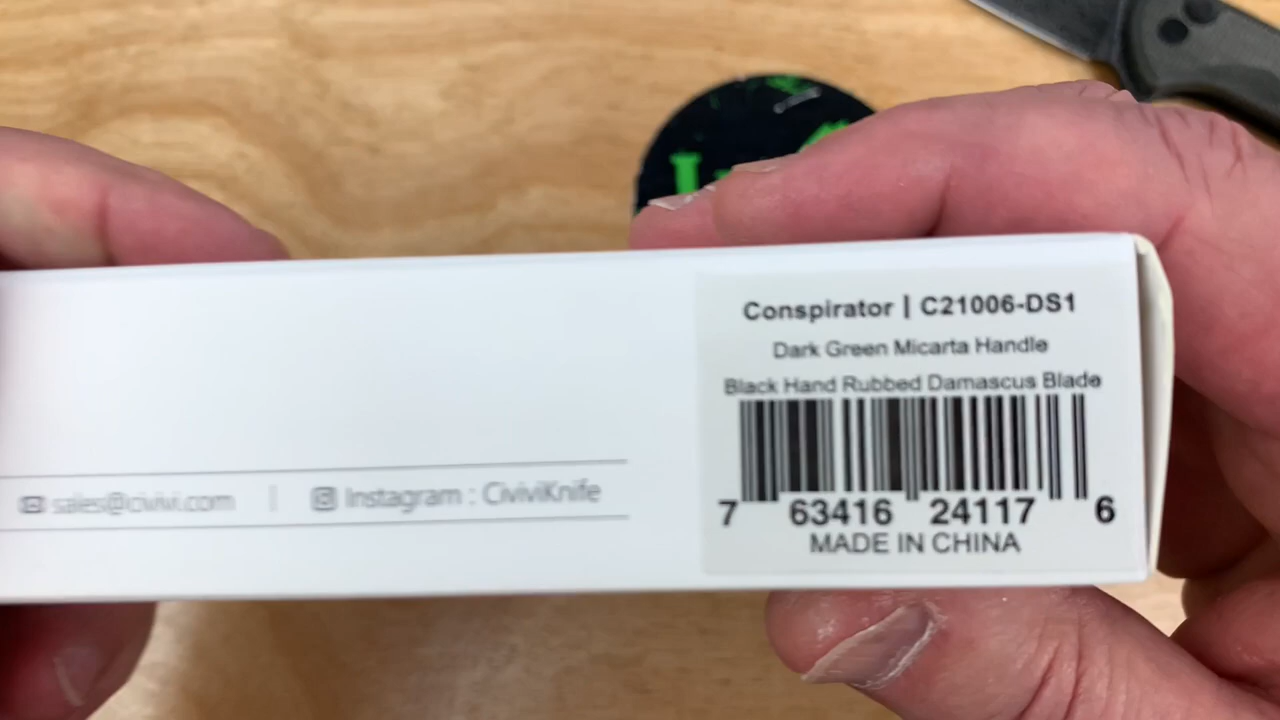 Conspirator | C21006-DS1
Dark Green Micarta Handle
Black Hand Rubbed Damascus Blade
7 63416 24117 6
MADE IN CHINA
sales@civivi.com | Instagram : CiviviKnife